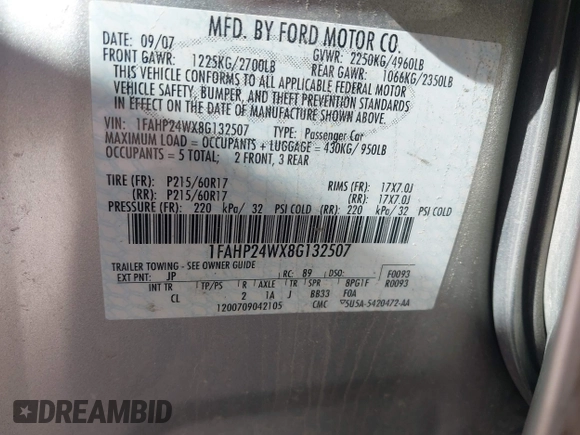 MFD. BY FORD MOTOR CO.
DATE: 09/07 GVWR: 2250KG/4960LB
FRONT GAWR: 1225KG/2700LB REAR GAWR: 1066KG/2350LB
THIS VEHICLE CONFORMS TO ALL APPLICABLE FEDERAL MOTOR
VEHICLE SAFETY, BUMPER, AND THEFT PREVENTION STANDARDS
IN EFFECT ON THE DATE OF MANUFACTURE SHOWN ABOVE.
VIN: 1FAHP24WX8G132507 TYPE: Passenger Car
MAXIMUM LOAD = OCCUPANTS + LUGGAGE = 430KG/ 950LB
OCCUPANTS = 5 TOTAL; 2 FRONT, 3 REAR
TIRE (FR): P215/60R17 RIMS (FR): 17X7.0J
(RR): P215/60R17 (RR): 17X7.0J
PRESSURE (FR): 220 kPa/ 32 PSI COLD (RR): 220 kPa/ 32 PSI COLD
1FAHP24WX8G132507
TRAILER TOWING - SEE OWNER GUIDE
EXT PNT: JP RC: 89 DSO: F0093
R0093
INT TR TP/PS R AXLE TR SPR 8PG1F
CL 2 1A J BB33 F0A
1200709042105 CMC 5U5A-5420472-AA
DREAMBID